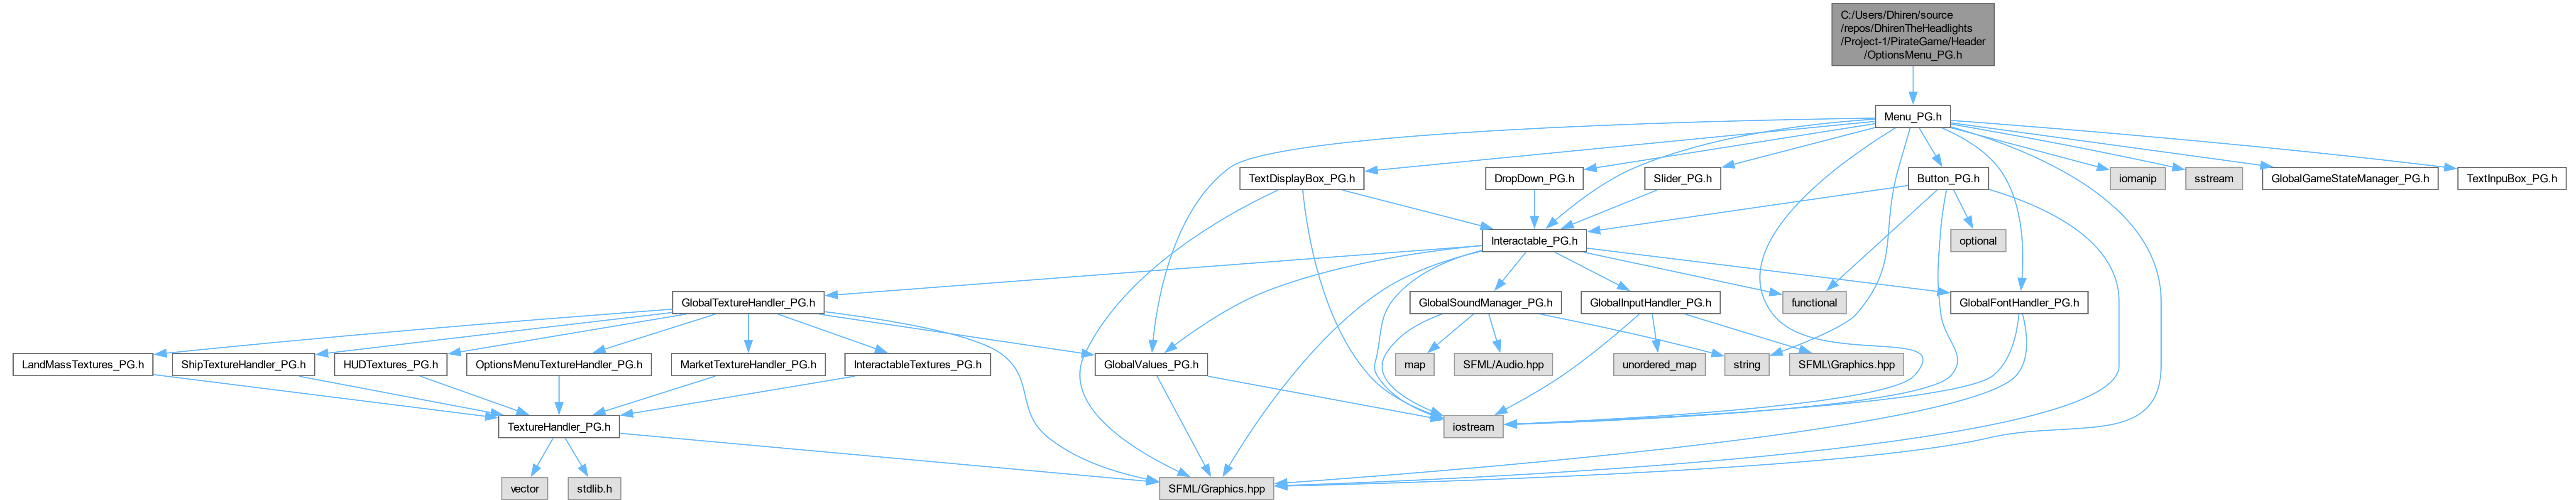 C:/Users/Dhiren/source
/repos/DhirenTheHeadlights
/Project-1/PirateGame/Header
/OptionsMenu_PG.h
Menu_PG.h
TextDisplayBox_PG.h
DropDown_PG.h
Slider_PG.h
Button_PG.h
iomanip
sstream
GlobalGameStateManager_PG.h
TextInpuBox_PG.h
Interactable_PG.h
optional
GlobalTextureHandler_PG.h
GlobalSoundManager_PG.h
GlobalInputHandler_PG.h
functional
GlobalFontHandler_PG.h
LandMassTextures_PG.h
ShipTextureHandler_PG.h
HUDTextures_PG.h
OptionsMenuTextureHandler_PG.h
MarketTextureHandler_PG.h
InteractableTextures_PG.h
GlobalValues_PG.h
map
SFML/Audio.hpp
unordered_map
string
SFML\Graphics.hpp
TextureHandler_PG.h
iostream
vector
stdlib.h
SFML/Graphics.hpp